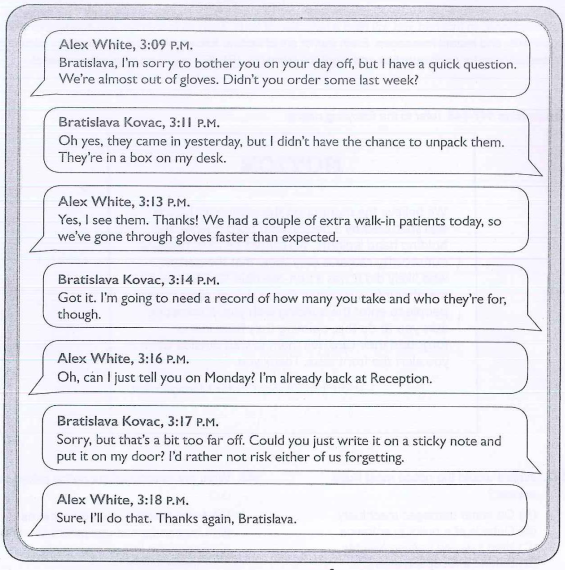 Alex White, 3:09 P.M.
Bratislava, I'm sorry to bother you on your day off, but I have a quick question.
We're almost out of gloves. Didn't you order some last week?
Bratislava Kovac, 3:11 P.M.
Oh yes, they came in yesterday, but I didn't have the chance to unpack them.
They're in a box on my desk.
Alex White, 3:13 P.M.
Yes, I see them. Thanks! We had a couple of extra walk-in patients today, so
we've gone through gloves faster than expected.
Bratislava Kovac, 3:14 P.M.
Got it. I'm going to need a record of how many you take and who they're for,
though.
Alex White, 3:16 P.M.
Oh, can I just tell you on Monday? I'm already back at Reception.
Bratislava Kovac, 3:17 P.M.
Sorry, but that's a bit too far off. Could you just write it on a sticky note and
put it on my door? I'd rather not risk either of us forgetting.
Alex White, 3:18 P.M.
Sure, I'll do that. Thanks again, Bratislava.